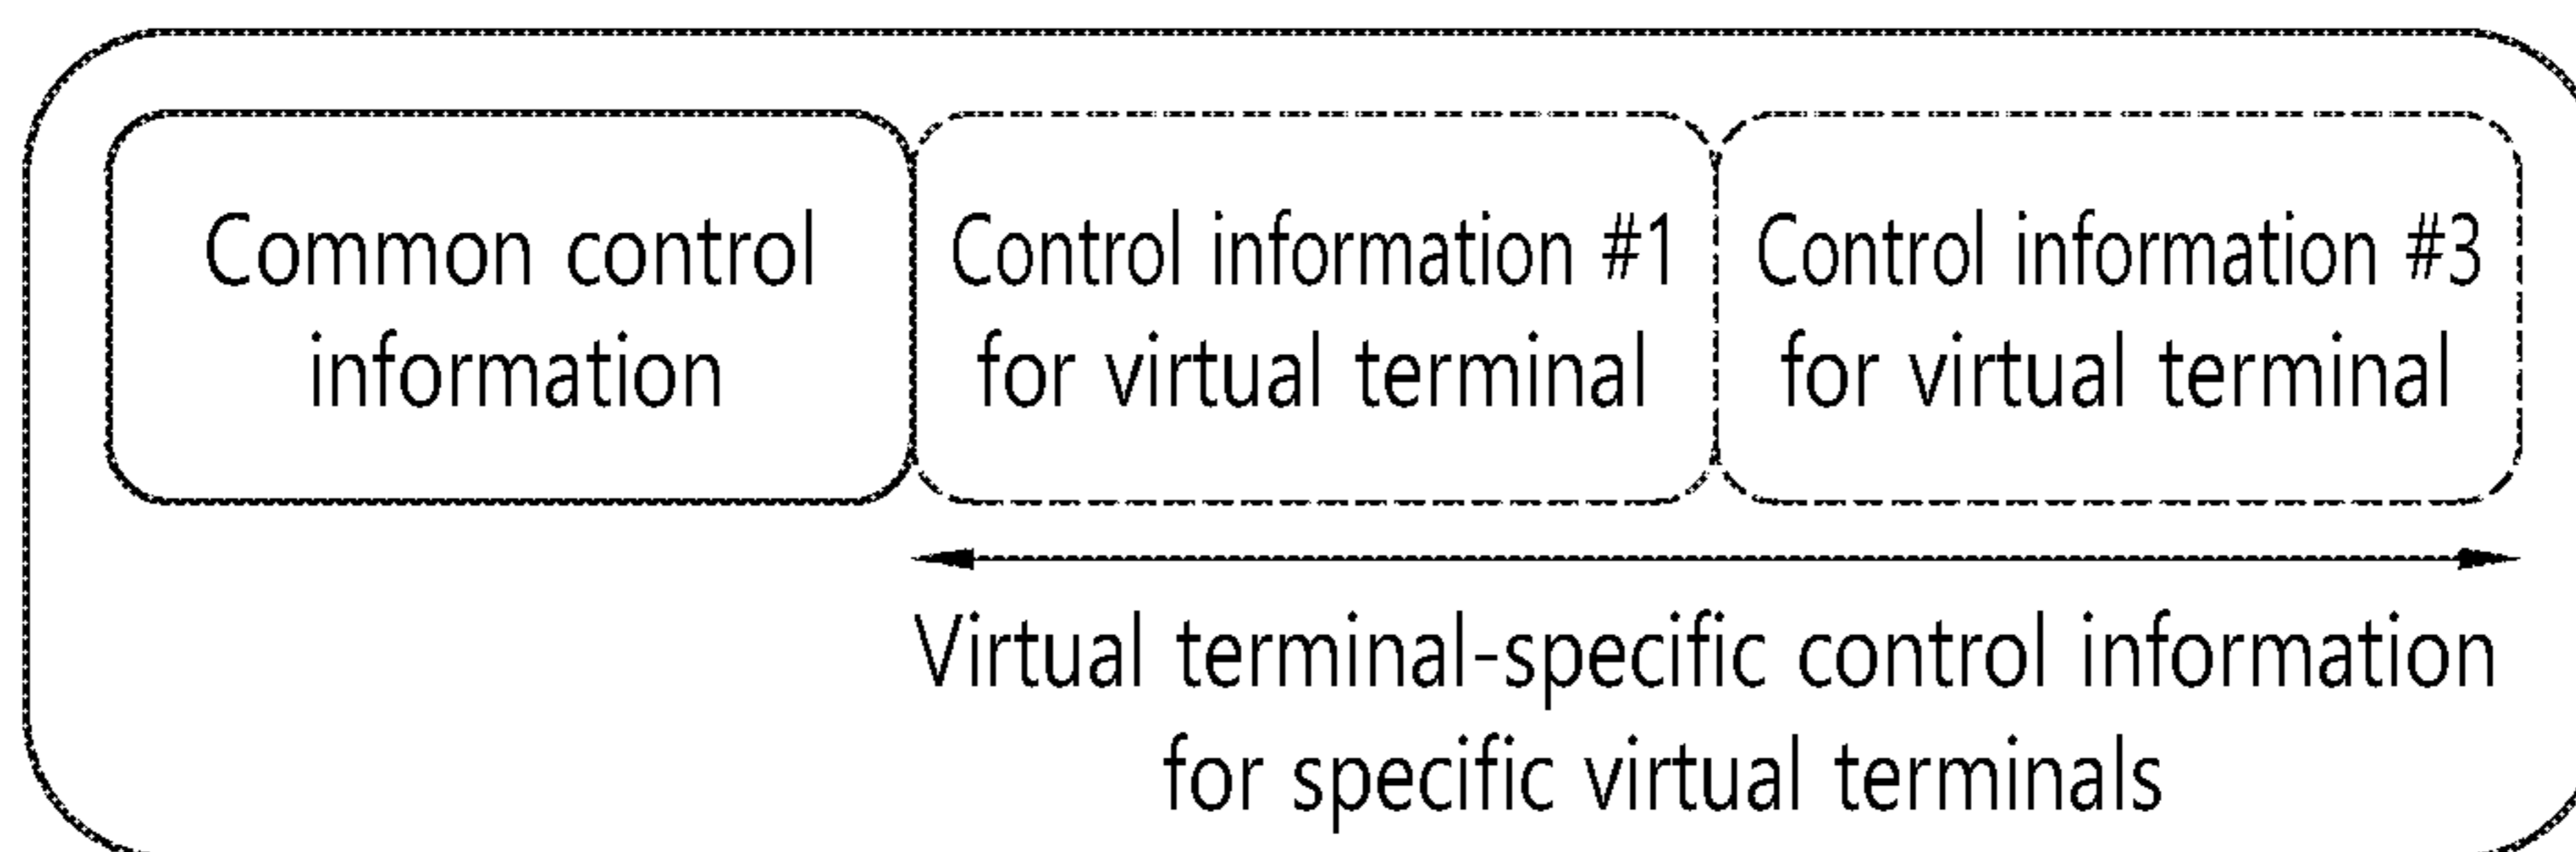 Common control
information
Control information #1
for virtual terminal
Control information #3
for virtual terminal
Virtual terminal-specific control information
for specific virtual terminals